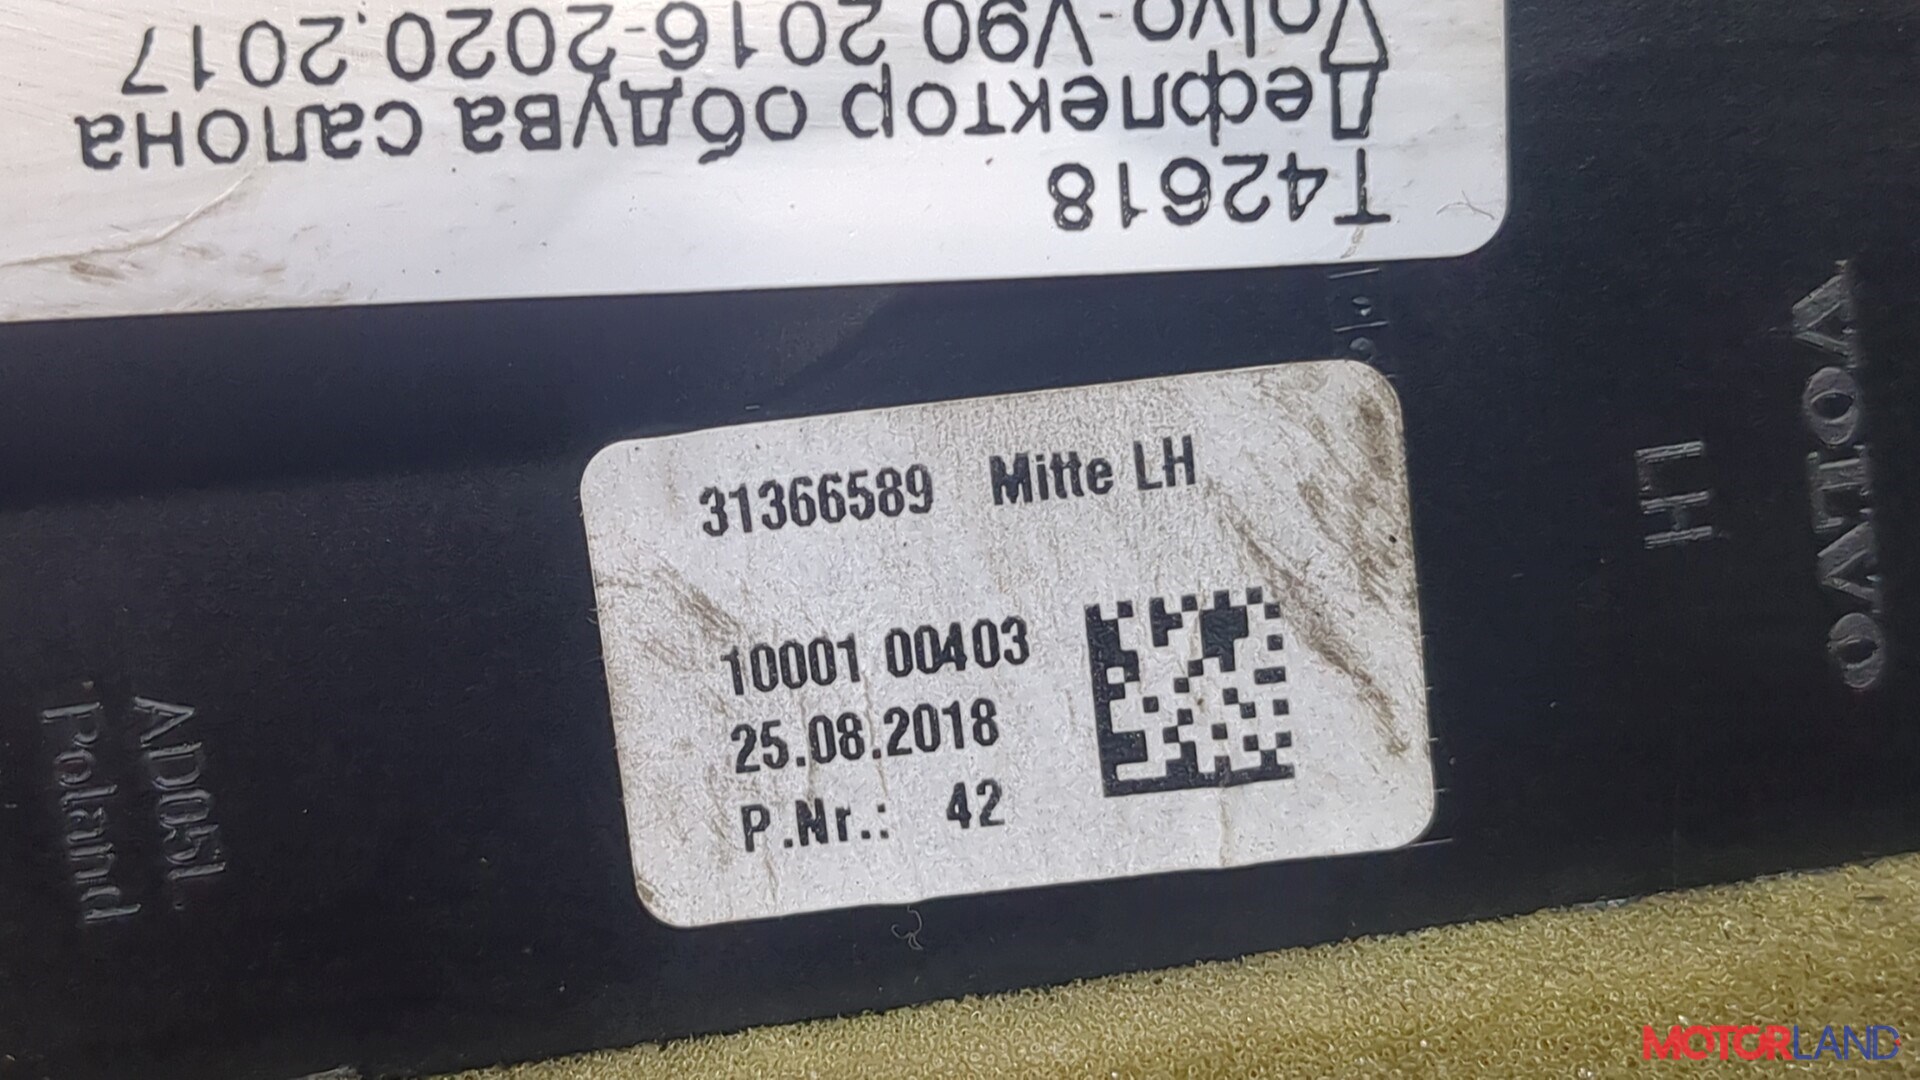 T42618
Дефлектор обдува салона
Volvo-V90 2016-2020.2017
31366589 Mitte LH
10001 00403
25.08.2018
P.Nr.: 42
VOLVO
LH
AD05L
Poland
MOTORLAND